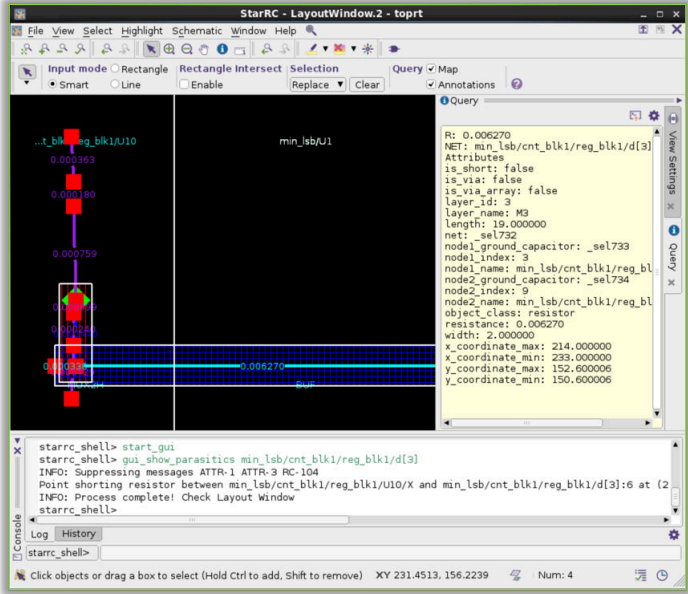 StarRC - LayoutWindow.2 - toprt
File View Select Highlight Schematic Window Help
Input mode Rectangle Rectangle Intersect Selection Query Map
Smart Line Enable Replace Clear Annotations
Query
...t_blk reg_blk1/U10
min_lsb/U1
0.000363
0.000180
0.000759
0.006270
BUF
R: 0.006270
NET: min_lsb/cnt_blk1/reg_blk1/d[3]
Attributes
is_short: false
is_via: false
is_via_array: false
layer_id: 3
layer_name: M3
length: 19.000000
net: _sel732
node1_ground_capacitor: _sel733
node1_index: 3
node1_name: min_lsb/cnt_blk1/reg_bl
node2_ground_capacitor: _sel734
node2_index: 9
node2_name: min_lsb/cnt_blk1/reg_bl
object_class: resistor
resistance: 0.006270
width: 2.000000
x_coordinate_max: 214.000000
x_coordinate_min: 233.000000
y_coordinate_max: 152.600006
y_coordinate_min: 150.600006
View Settings
Query
starrc_shell> start_gui
starrc_shell> gui_show_parasitics min_lsb/cnt_blk1/reg_blk1/d[3]
INFO: Suppressing messages ATTR-1 ATTR-3 RC-104
Point shorting resistor between min_lsb/cnt_blk1/reg_blk1/U10/X and min_lsb/cnt_blk1/reg_blk1/d[3]:6 at (2
INFO: Process complete! Check Layout Window
starrc_shell>
Console
Log History
starrc_shell>
Click objects or drag a box to select (Hold Ctrl to add, Shift to remove) XY 231.4513, 156.2239 Num: 4